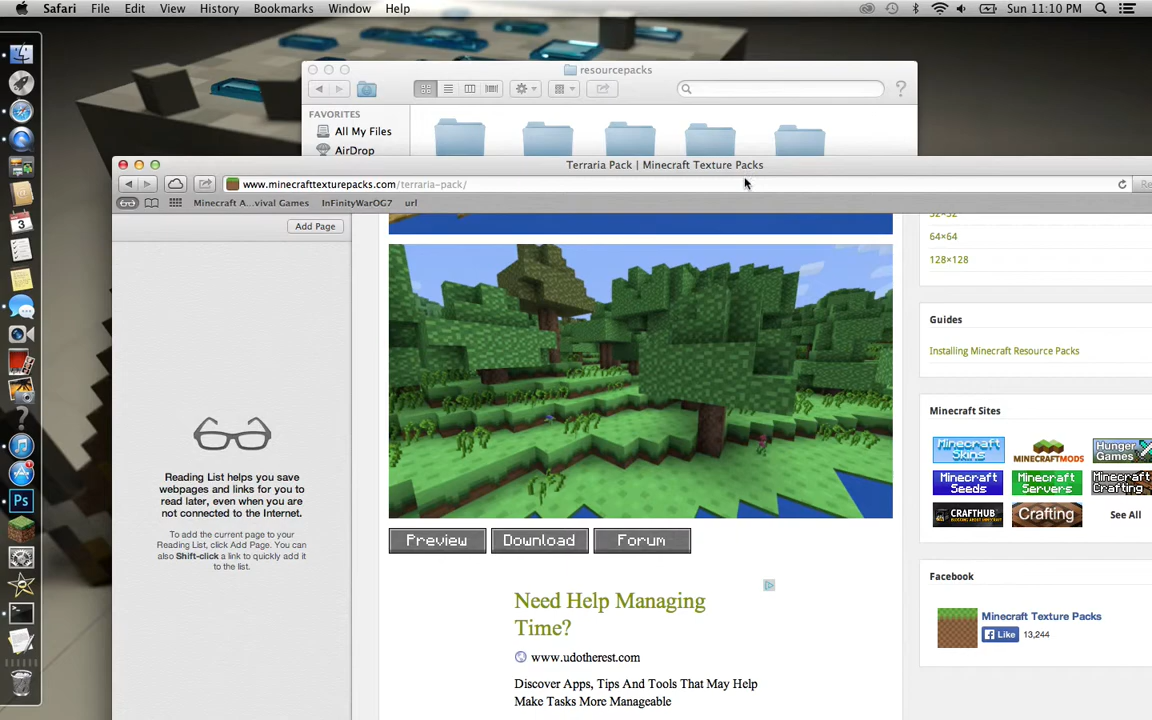 Safari File Edit View History Bookmarks Window Help
Sun 11:10 PM
resourcepacks
FAVORITES
All My Files
AirDrop
Terraria Pack | Minecraft Texture Packs
www.minecrafttexturepacks.com/terraria-pack/
Minecraft A...vival Games InFinityWarOG7 url
Add Page
Reading List helps you save
webpages and links for you to
read later, even when you are
not connected to the Internet.
To add the current page to your
Reading List, click Add Page. You can
also Shift-click a link to quickly add it
to the list.
Preview Download Forum
Need Help Managing
Time?
www.udotherest.com
Discover Apps, Tips And Tools That May Help
Make Tasks More Manageable
32×32
64×64
128×128
Guides
Installing Minecraft Resource Packs
Minecraft Sites
Minecraft Skins
MINECRAFTMODS
Hunger Games
Minecraft Seeds
Minecraft Servers
Minecraft Crafting
CRAFTHUB
Crafting
See All
Facebook
Minecraft Texture Packs
Like 13,244
3
Ps